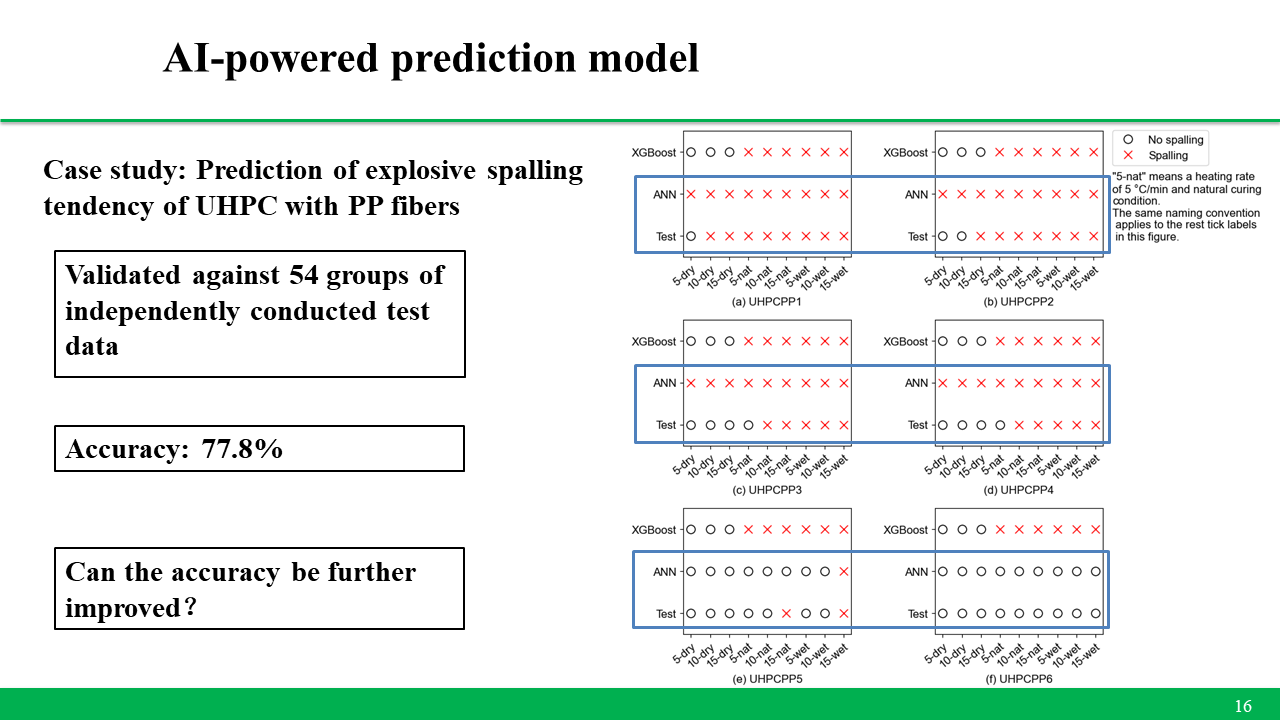 AI-powered prediction model
Case study: Prediction of explosive spalling
tendency of UHPC with PP fibers
Validated against 54 groups of
independently conducted test
data
Accuracy: 77.8%
Can the accuracy be further
improved？
XGBoost
ANN
Test
5-dry
10-dry
15-dry
5-nat
10-nat
15-nat
5-wet
10-wet
15-wet
(a) UHPCPP1
XGBoost
ANN
Test
5-dry
10-dry
15-dry
5-nat
10-nat
15-nat
5-wet
10-wet
15-wet
(b) UHPCPP2
No spalling
Spalling
"5-nat" means a heating rate
of 5 °C/min and natural curing
condition.
The same naming convention
applies to the rest tick labels
in this figure.
XGBoost
ANN
Test
5-dry
10-dry
15-dry
5-nat
10-nat
15-nat
5-wet
10-wet
15-wet
(c) UHPCPP3
XGBoost
ANN
Test
5-dry
10-dry
15-dry
5-nat
10-nat
15-nat
5-wet
10-wet
15-wet
(d) UHPCPP4
XGBoost
ANN
Test
5-dry
10-dry
15-dry
5-nat
10-nat
15-nat
5-wet
10-wet
15-wet
(e) UHPCPP5
XGBoost
ANN
Test
5-dry
10-dry
15-dry
5-nat
10-nat
15-nat
5-wet
10-wet
15-wet
(f) UHPCPP6
16